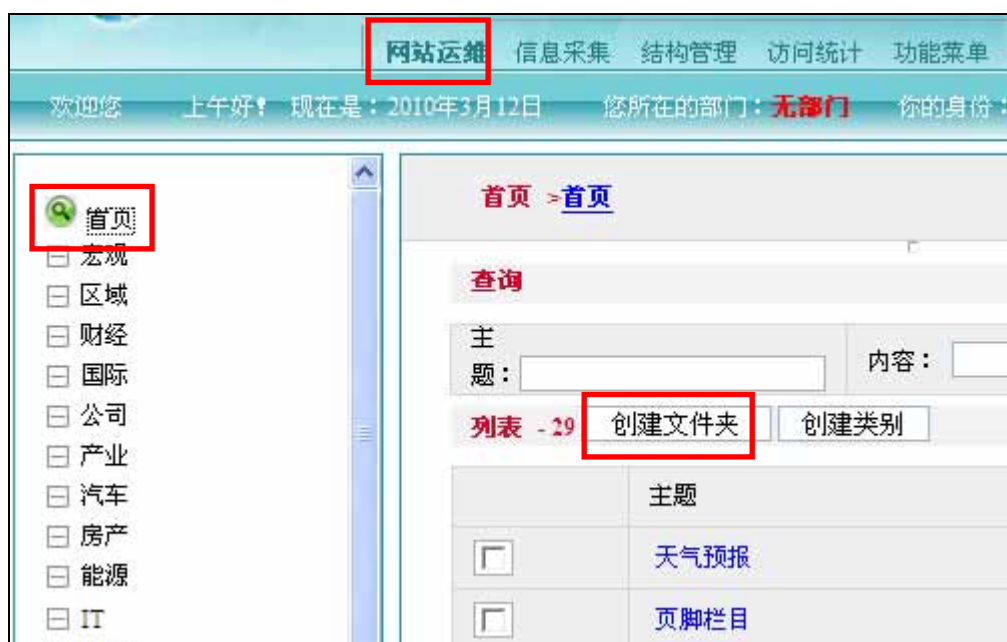 网站运维 信息采集 结构管理 访问统计 功能菜单
欢迎您 上午好！ 现在是：2010年3月12日 您所在的部门：无部门 你的身份：
首页
宏观
区域
财经
国际
公司
产业
汽车
房产
能源
IT
首页 >首页
查询
主
题： 内容：
列表 - 29 创建文件夹 创建类别
主题
天气预报
页脚栏目